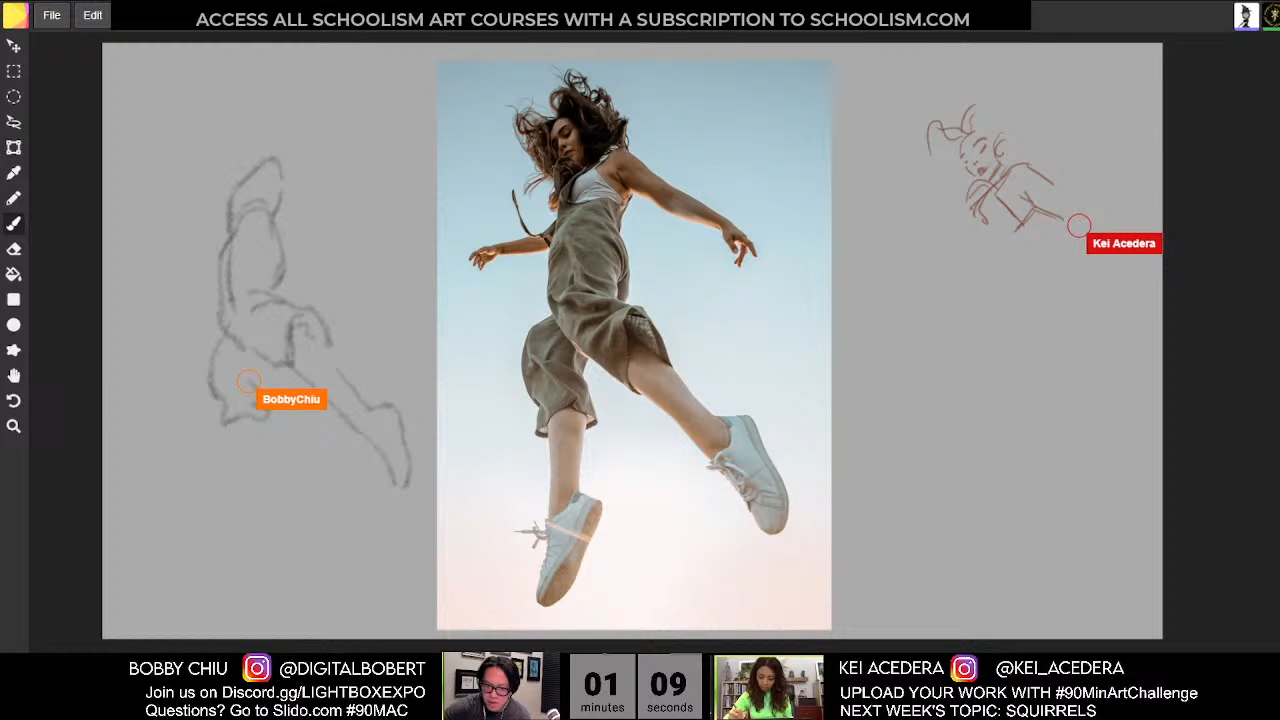 ACCESS ALL SCHOOLISM ART COURSES WITH A SUBSCRIPTION TO SCHOOLISM.COM
File Edit
Kei Acedera
BobbyChiu
BOBBY CHIU @DIGITALBOBERT
Join us on Discord.gg/LIGHTBOXEXPO
Questions? Go to Slido.com #90MAC
01 09
minutes seconds
KEI ACEDERA @KEI_ACEDERA
UPLOAD YOUR WORK WITH #90MinArtChallenge
NEXT WEEK'S TOPIC: SQUIRRELS